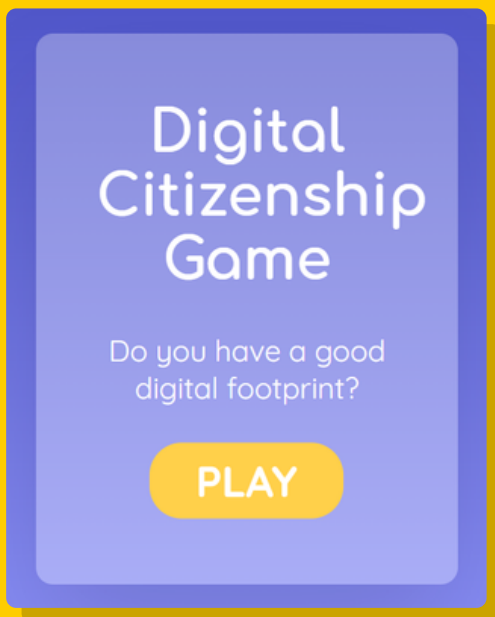 Digital
Citizenship
Game
Do you have a good
digital footprint?
PLAY